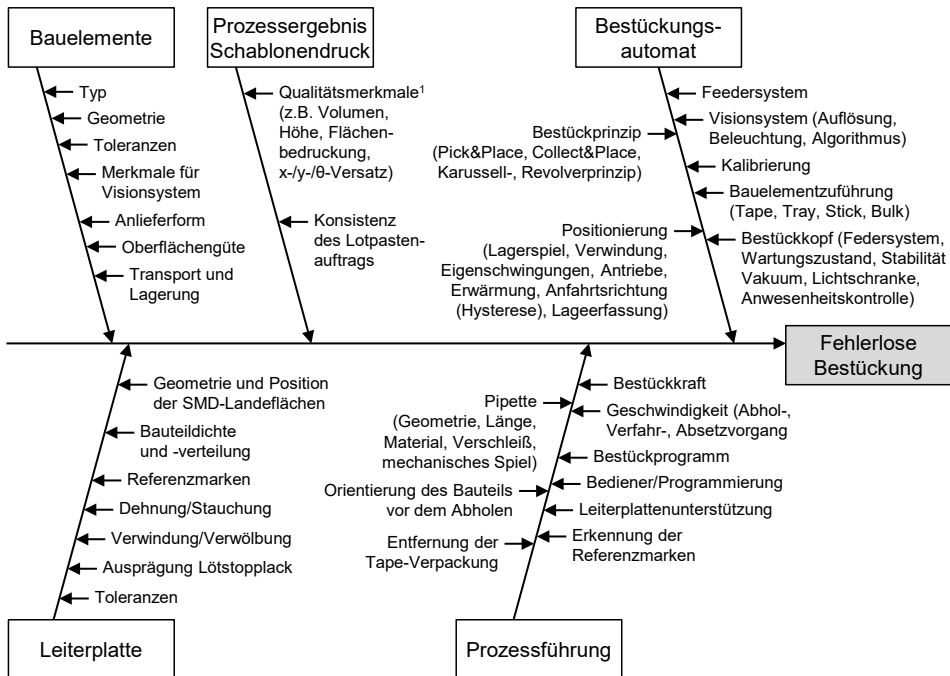 Bauelemente
Typ
Geometrie
Toleranzen
Merkmale für
Visionsystem
Anlieferform
Oberflächengüte
Transport und
Lagerung
Prozessergebnis
Schablonendruck
Qualitätsmerkmale¹
(z.B. Volumen,
Höhe, Flächen-
bedruckung,
x-/y-/θ-Versatz)
Konsistenz
des Lotpasten-
auftrags
Bestückungs-
automat
Bestückprinzip
(Pick&Place, Collect&Place,
Karussell-, Revolverprinzip)
Positionierung
(Lagerspiel, Verwindung,
Eigenschwingungen, Antriebe,
Erwärmung, Anfahrtsrichtung
(Hysterese), Lageerfassung)
Feedersystem
Visionsystem (Auflösung,
Beleuchtung, Algorithmus)
Kalibrierung
Bauelementzuführung
(Tape, Tray, Stick, Bulk)
Bestückkopf (Federsystem,
Wartungszustand, Stabilität
Vakuum, Lichtschranke,
Anwesenheitskontrolle)
Fehlerlose
Bestückung
Geometrie und Position
der SMD-Landeflächen
Bauteildichte
und -verteilung
Referenzmarken
Dehnung/Stauchung
Verwindung/Verwölbung
Ausprägung Lötstopplack
Toleranzen
Leiterplatte
Pipette
(Geometrie, Länge,
Material, Verschleiß,
mechanisches Spiel)
Orientierung des Bauteils
vor dem Abholen
Entfernung der
Tape-Verpackung
Bestückkraft
Geschwindigkeit (Abhol-,
Verfahr-, Absetzvorgang
Bestückprogramm
Bediener/Programmierung
Leiterplattenunterstützung
Erkennung der
Referenzmarken
Prozessführung